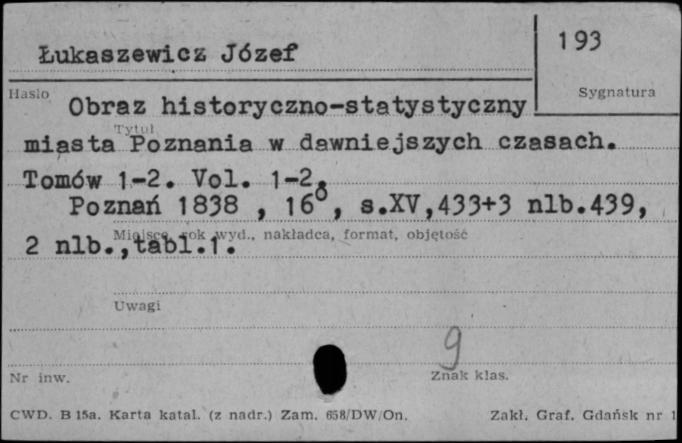 Łukaszewicz Józef
193
Hasło
Sygnatura
Obraz historyczno-statystyczny
Tytuł
miasta Poznania w dawniejszych czasach.
Tomów 1-2. Vol. 1-2.
Poznań 1838 , 16°, s.XV,433+3 nlb.439,
Miejsce, rok wyd., nakładca, format, objętość
2 nlb.,tabl.1.
Uwagi
9
Nr inw.
Znak klas.
CWD. B 15a. Karta katal. (z nadr.) Zam. 658/DW/On.
Zakł. Graf. Gdańsk nr 1